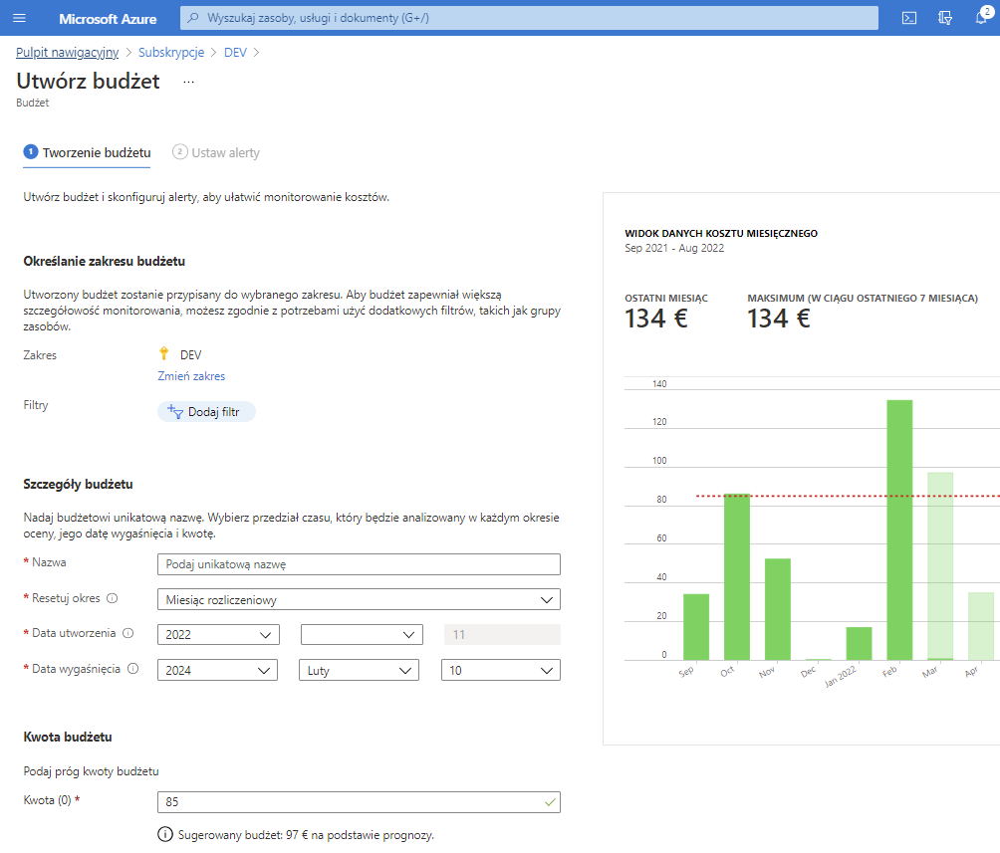 Microsoft Azure
Wyszukaj zasoby, usługi i dokumenty (G+/)
2
Pulpit nawigacyjny > Subskrypcje > DEV >
Utwórz budżet ...
Budżet
1 Tworzenie budżetu
2 Ustaw alerty
Utwórz budżet i skonfiguruj alerty, aby ułatwić monitorowanie kosztów.
Określanie zakresu budżetu
Utworzony budżet zostanie przypisany do wybranego zakresu. Aby budżet zapewniał większą
szczegółowość monitorowania, możesz zgodnie z potrzebami użyć dodatkowych filtrów, takich jak grupy
zasobów.
Zakres
DEV
Zmień zakres
Filtry
Dodaj filtr
Szczegóły budżetu
Nadaj budżetowi unikatową nazwę. Wybierz przedział czasu, który będzie analizowany w każdym okresie
oceny, jego datę wygaśnięcia i kwotę.
* Nazwa
Podaj unikatową nazwę
* Resetuj okres
Miesiąc rozliczeniowy
* Data utworzenia
2022
11
* Data wygaśnięcia
2024
Luty
10
Kwota budżetu
Podaj próg kwoty budżetu
Kwota (0) *
85
Sugerowany budżet: 97 € na podstawie prognozy.
WIDOK DANYCH KOSZTU MIESIĘCZNEGO
Sep 2021 - Aug 2022
OSTATNI MIESIĄC
134 €
MAKSIMUM (W CIĄGU OSTATNIEGO 7 MIESIĄCA)
134 €
140
120
100
80
60
40
20
0
Sep
Oct
Nov
Dec
Jan 2022
Feb
Mar
Apr